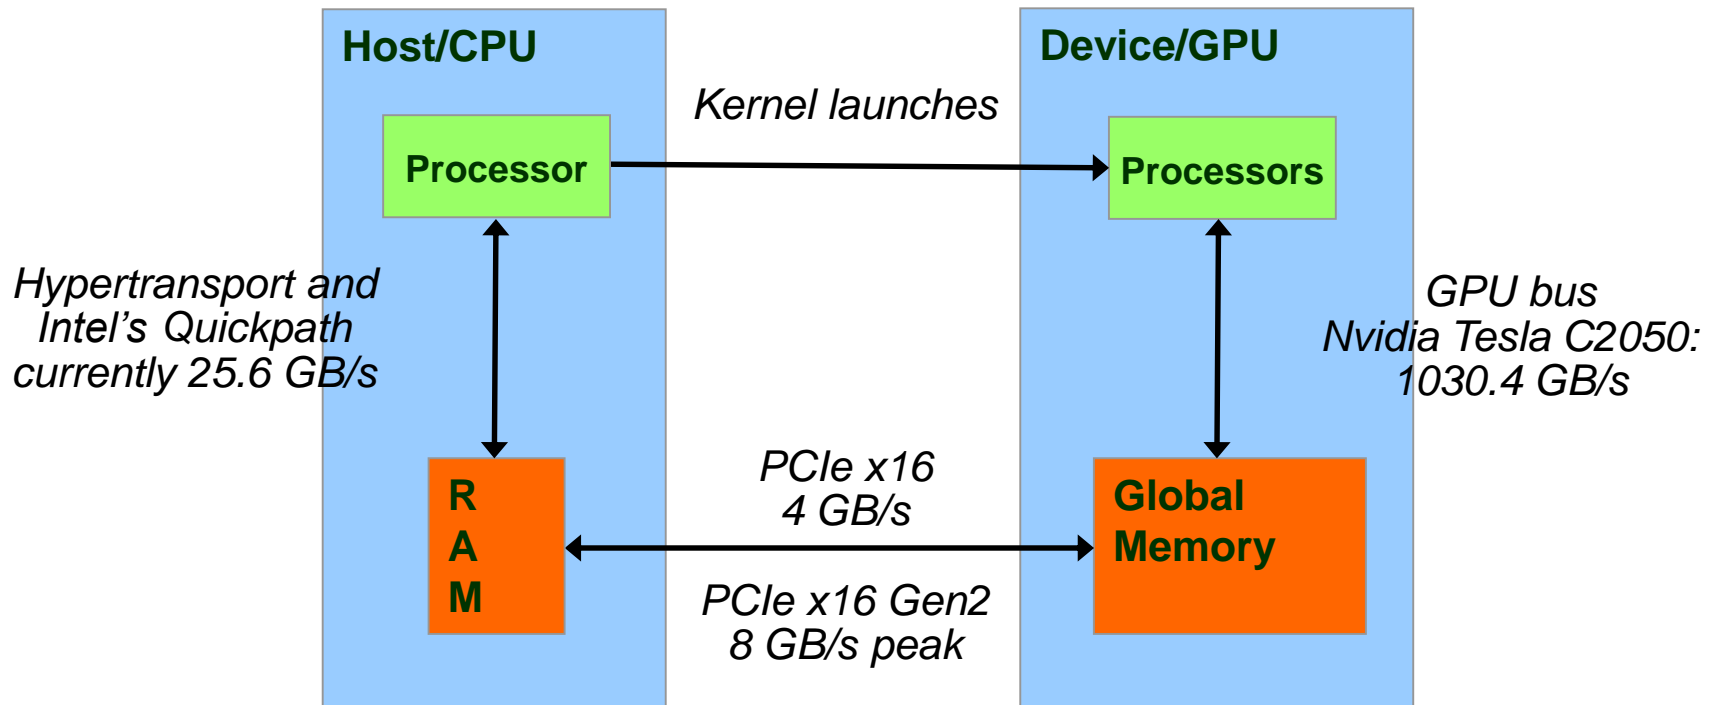 Host/CPU
Device/GPU
Kernel launches
Processor
Processors
Hypertransport and
Intel's Quickpath
currently 25.6 GB/s
GPU bus
Nvidia Tesla C2050:
1030.4 GB/s
R
A
M
PCIe x16
4 GB/s
Global
Memory
PCIe x16 Gen2
8 GB/s peak